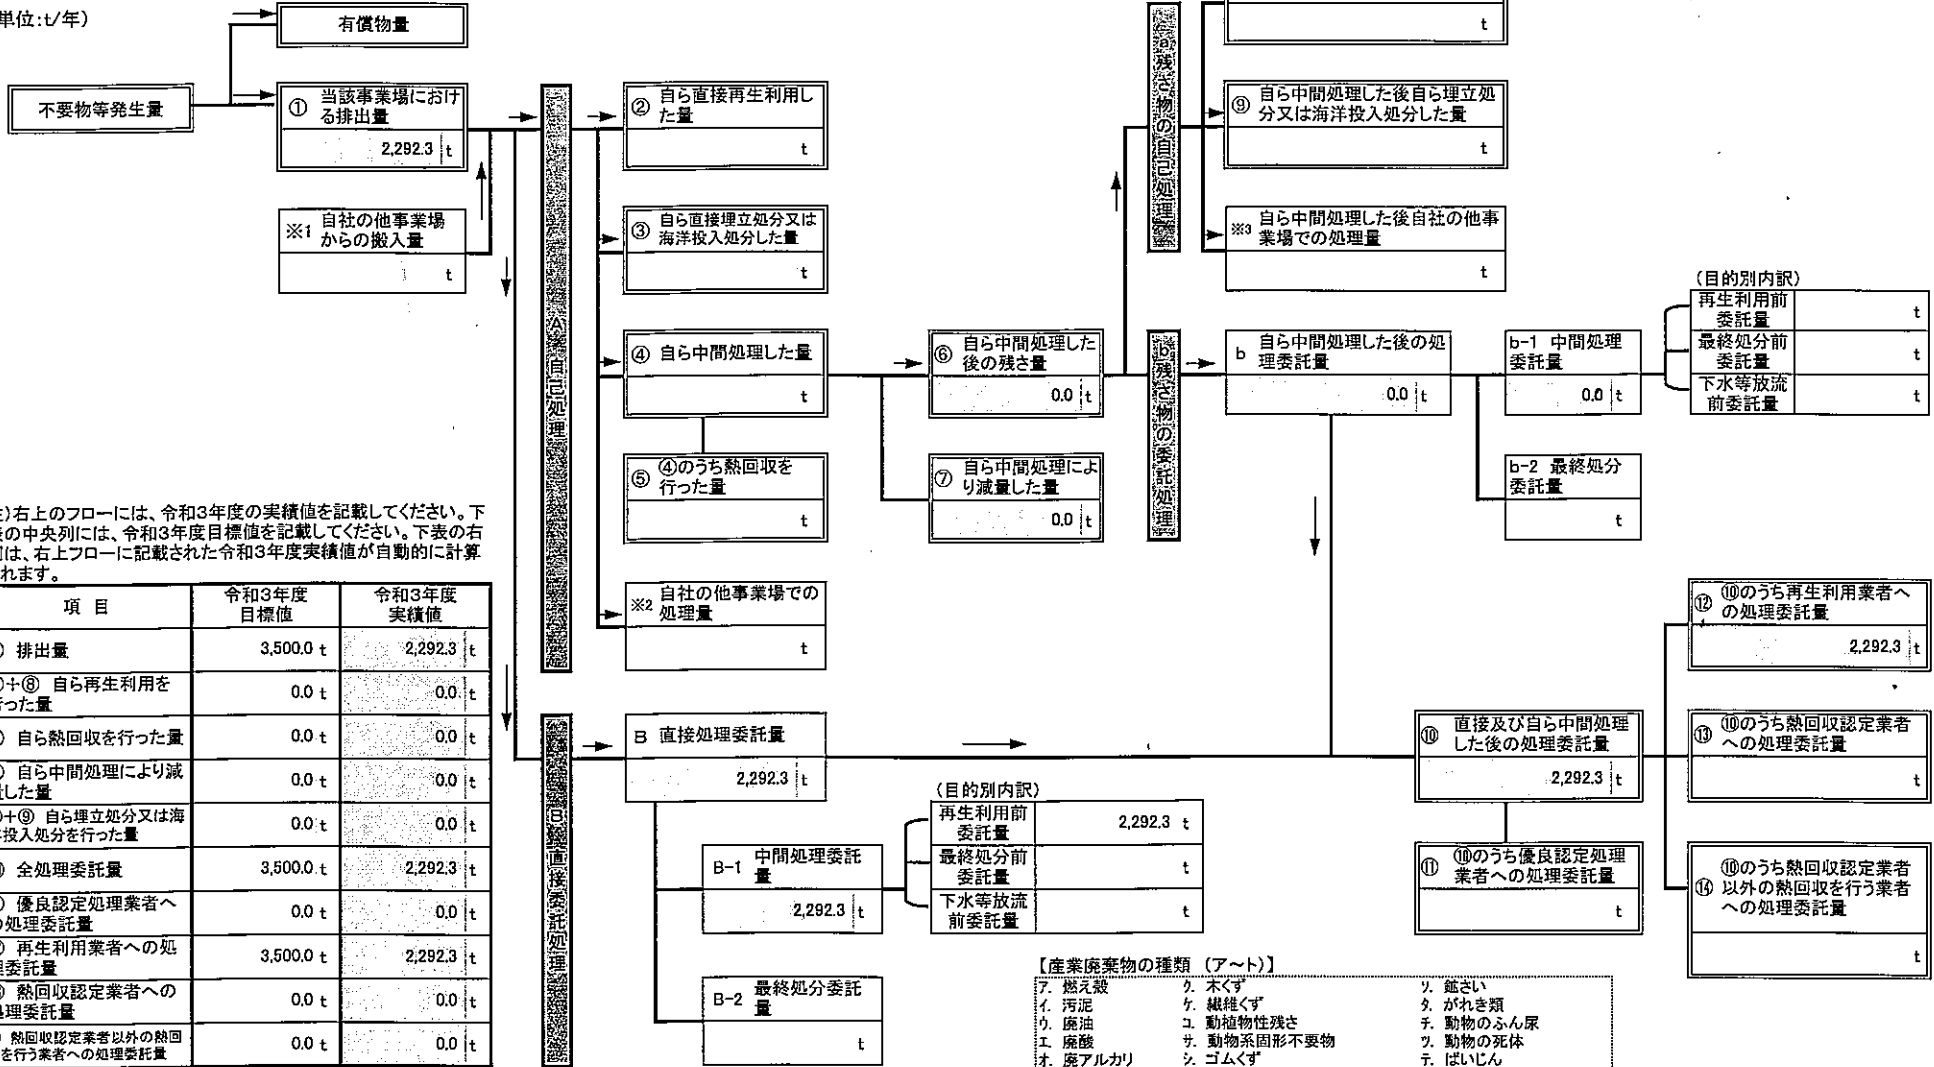 単位:t/年)
有償物量
不要物等発生量
① 当該事業場におけ
る排出量
2,292.3 t
※1 自社の他事業場
からの搬入量
t
A 自己処理
② 自ら直接再生利用し
た量
t
③ 自ら直接埋立処分又は
海洋投入処分した量
t
④ 自ら中間処理した量
t
⑤ ④のうち熱回収を
行った量
t
※2 自社の他事業場での
処理量
t
⑥ 自ら中間処理した
後の残さ量
0.0 t
⑦ 自ら中間処理によ
り減量した量
0.0 t
a残さ物の自己処理
t
⑨ 自ら中間処理した後自ら埋立処
分又は海洋投入処分した量
t
※3 自ら中間処理した後自社の他事
業場での処理量
t
b残さ物の委託処理
b 自ら中間処理した後の処
理委託量
0.0 t
b-1 中間処理
委託量
0.0 t
b-2 最終処分
委託量
t
(目的別内訳)
再生利用前
委託量
t
最終処分前
委託量
t
下水等放流
前委託量
t
)右上のフローには、令和3年度の実績値を記載してください。下
の中央列には、令和3年度目標値を記載してください。下表の右
は、右上フローに記載された令和3年度実績値が自動的に計算
れます。
項 目
令和3年度
目標値
令和3年度
実績値
) 排出量
3,500.0 t
2,292.3 t
)+⑧ 自ら再生利用を
行った量
0.0 t
0.0 t
) 自ら熱回収を行った量
0.0 t
0.0 t
) 自ら中間処理により減
量した量
0.0 t
0.0 t
)+⑨ 自ら埋立処分又は海
洋投入処分を行った量
0.0 t
0.0 t
) 全処理委託量
3,500.0 t
2,292.3 t
) 優良認定処理業者へ
の処理委託量
0.0 t
0.0 t
) 再生利用業者への処
理委託量
3,500.0 t
2,292.3 t
) 熱回収認定業者への
処理委託量
0.0 t
0.0 t
) 熱回収認定業者以外の熱回
を行う業者への処理委託量
0.0 t
0.0 t
B 直接委託処理
B 直接処理委託量
2,292.3 t
B-1 中間処理委託
量
2,292.3 t
B-2 最終処分委託
量
t
(目的別内訳)
再生利用前
委託量
2,292.3 t
最終処分前
委託量
t
下水等放流
前委託量
t
⑩ 直接及び自ら中間処理
した後の処理委託量
2,292.3 t
⑪ ⑩のうち優良認定処理
業者への処理委託量
t
⑫ ⑩のうち再生利用業者へ
の処理委託量
2,292.3 t
⑬ ⑩のうち熱回収認定業者
への処理委託量
t
⑭ ⑩のうち熱回収認定業者
以外の熱回収を行う業者
への処理委託量
t
【産業廃棄物の種類 (ア~ト)】
ア. 燃え殻 ク. 木くず ソ. 鉱さい
イ. 汚泥 ケ. 繊維くず タ. がれき類
ウ. 廃油 コ. 動植物性残さ チ. 動物のふん尿
エ. 廃酸 サ. 動物系固形不要物 ツ. 動物の死体
オ. 廃アルカリ シ. ゴムくず テ. ばいじん